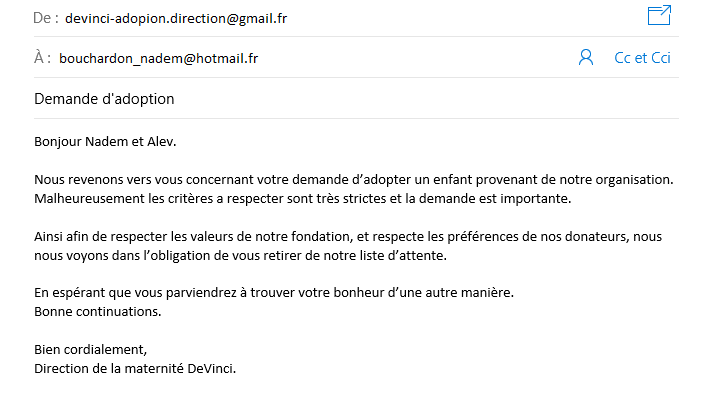 De : devinci-adopion.direction@gmail.fr
À : bouchardon_nadem@hotmail.fr
Cc et Cci
Demande d'adoption
Bonjour Nadem et Alev.
Nous revenons vers vous concernant votre demande d’adopter un enfant provenant de notre organisation.
Malheureusement les critères a respecter sont très strictes et la demande est importante.
Ainsi afin de respecter les valeurs de notre fondation, et respecte les préférences de nos donateurs, nous
nous voyons dans l’obligation de vous retirer de notre liste d’attente.
En espérant que vous parviendrez à trouver votre bonheur d’une autre manière.
Bonne continuations.
Bien cordialement,
Direction de la maternité DeVinci.